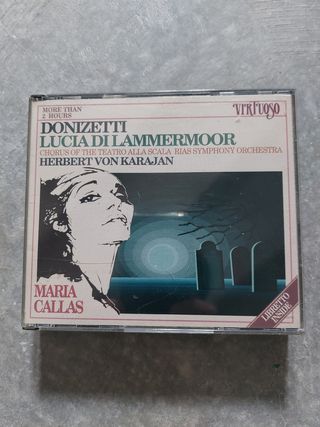 MORE THAN
2 HOURS
VIRTUOSO
DONIZETTI
LUCIA DI LAMMERMOOR
CHORUS OF THE TEATRO ALLA SCALA RIAS SYMPHONY ORCHESTRA
HERBERT VON KARAJAN
MARIA
CALLAS
LIBRETTO
INSIDE